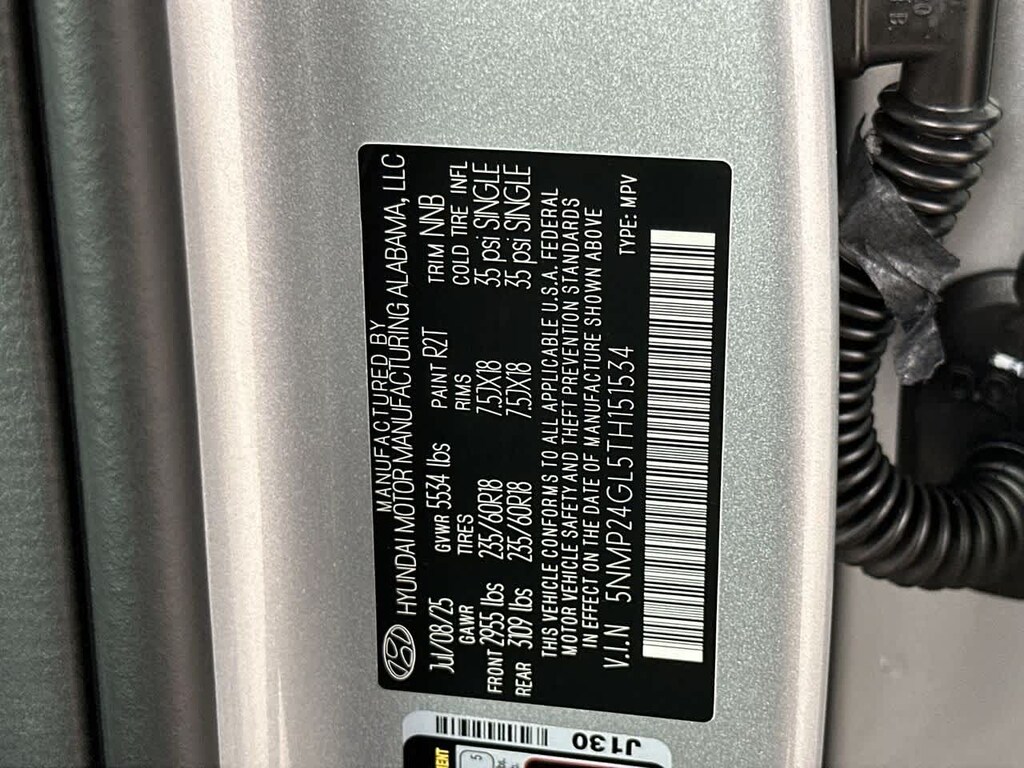 MANUFACTURED BY
HYUNDAI MOTOR MANUFACTURING ALABAMA, LLC
JUL/08/25 GVWR 5534 lbs PAINT R2T TRIM NNB
GAWR TIRES RIMS COLD TIRE INFL
FRONT 2955 lbs 235/60R18 7.5JX18 35 psi SINGLE
REAR 3109 lbs 235/60R18 7.5JX18 35 psi SINGLE
THIS VEHICLE CONFORMS TO ALL APPLICABLE U.S.A. FEDERAL
MOTOR VEHICLE SAFETY AND THEFT PREVENTION STANDARDS
IN EFFECT ON THE DATE OF MANUFACTURE SHOWN ABOVE
V.I.N 5NMP24GL5TH151534 TYPE: MPV
J130